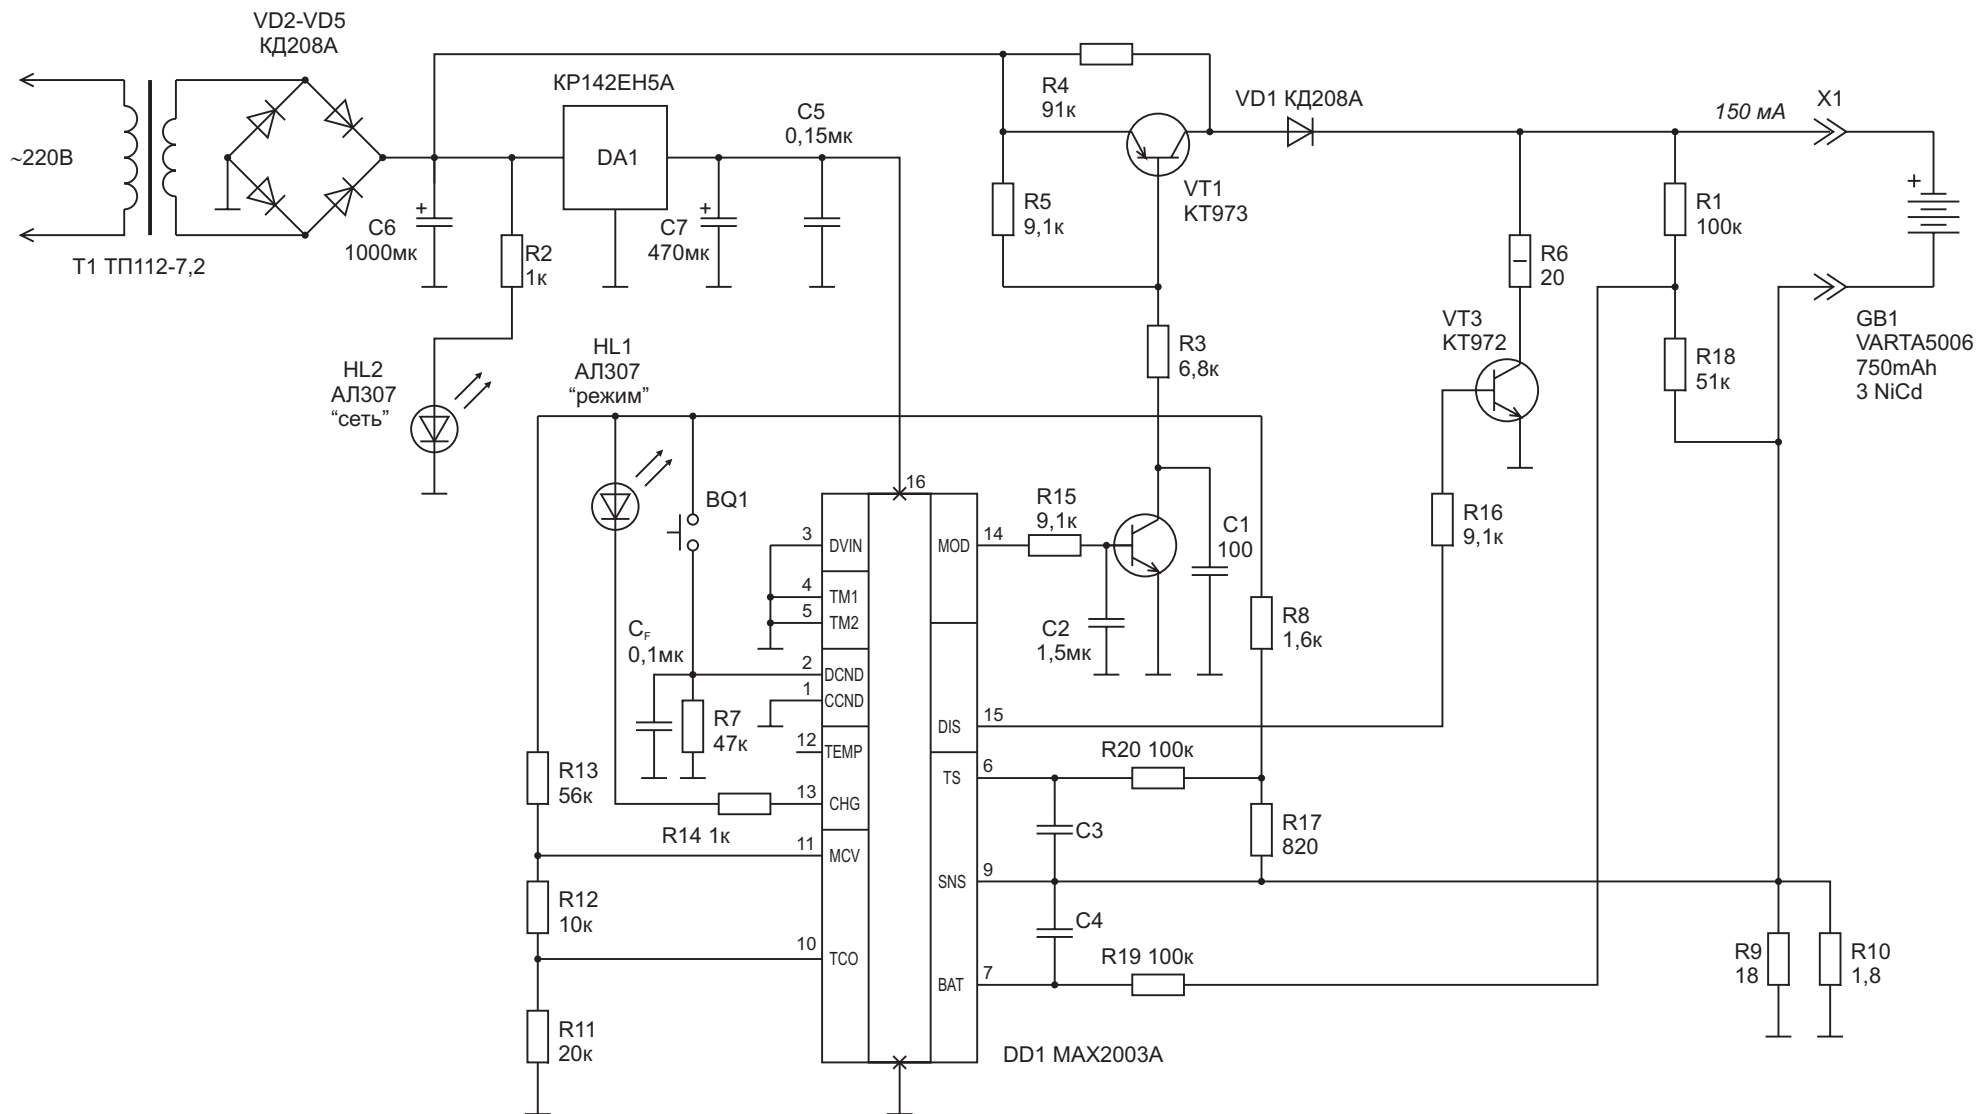 VD2-VD5
КД208А
~220В
Т1 ТП112-7,2
КР142ЕН5А
DA1
C5
0,15мк
+
C6
1000мк
R2
1к
+
C7
470мк
HL2
АЛ307
“сеть”
HL1
АЛ307
“режим”
R4
91к
R5
9,1к
VT1
КТ973
VD1 КД208А
150 мА
X1
R3
6,8к
R6
20
R1
100к
+
VT3
КТ972
R18
51к
GB1
VARTA5006
750mAh
3 NiCd
BQ1
16
R15
9,1к
C1
100
C2
1,5мк
R16
9,1к
R8
1,6к
3
DVIN
4
TM1
5
TM2
2
DCND
1
CCND
12
TEMP
13
CHG
11
MCV
10
TCO
MOD
14
DIS
15
TS
6
SNS
9
BAT
7
CF
0,1мк
R7
47к
R13
56к
R14 1к
R12
10к
R11
20к
R20 100к
C3
R17
820
C4
R19 100к
R9
18
R10
1,8
DD1 MAX2003A